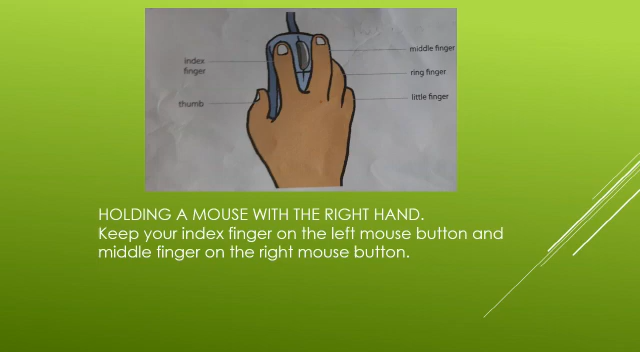 middle finger
index
finger
ring finger
thumb
little finger
HOLDING A MOUSE WITH THE RIGHT HAND.
Keep your index finger on the left mouse button and
middle finger on the right mouse button.